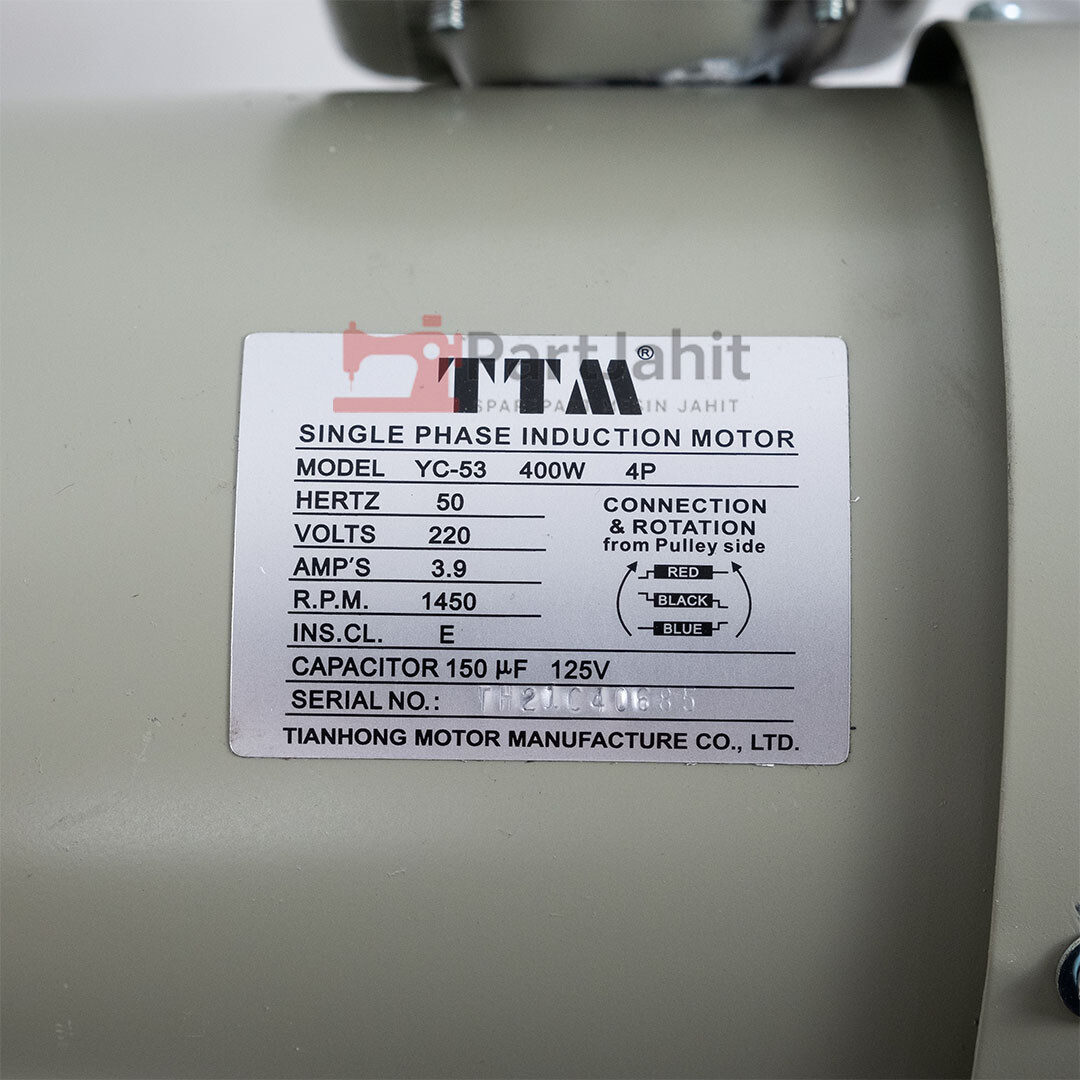 PartJahit
SPARTPART MESIN JAHIT
TTM ®
SINGLE PHASE INDUCTION MOTOR
MODEL YC-53 400W 4P
HERTZ 50
VOLTS 220
AMP'S 3.9
R.P.M. 1450
INS.CL. E
CONNECTION
& ROTATION
from Pulley side
RED
BLACK
BLUE
CAPACITOR 150 μF 125V
SERIAL NO.: TH21C40685
TIANHONG MOTOR MANUFACTURE CO., LTD.